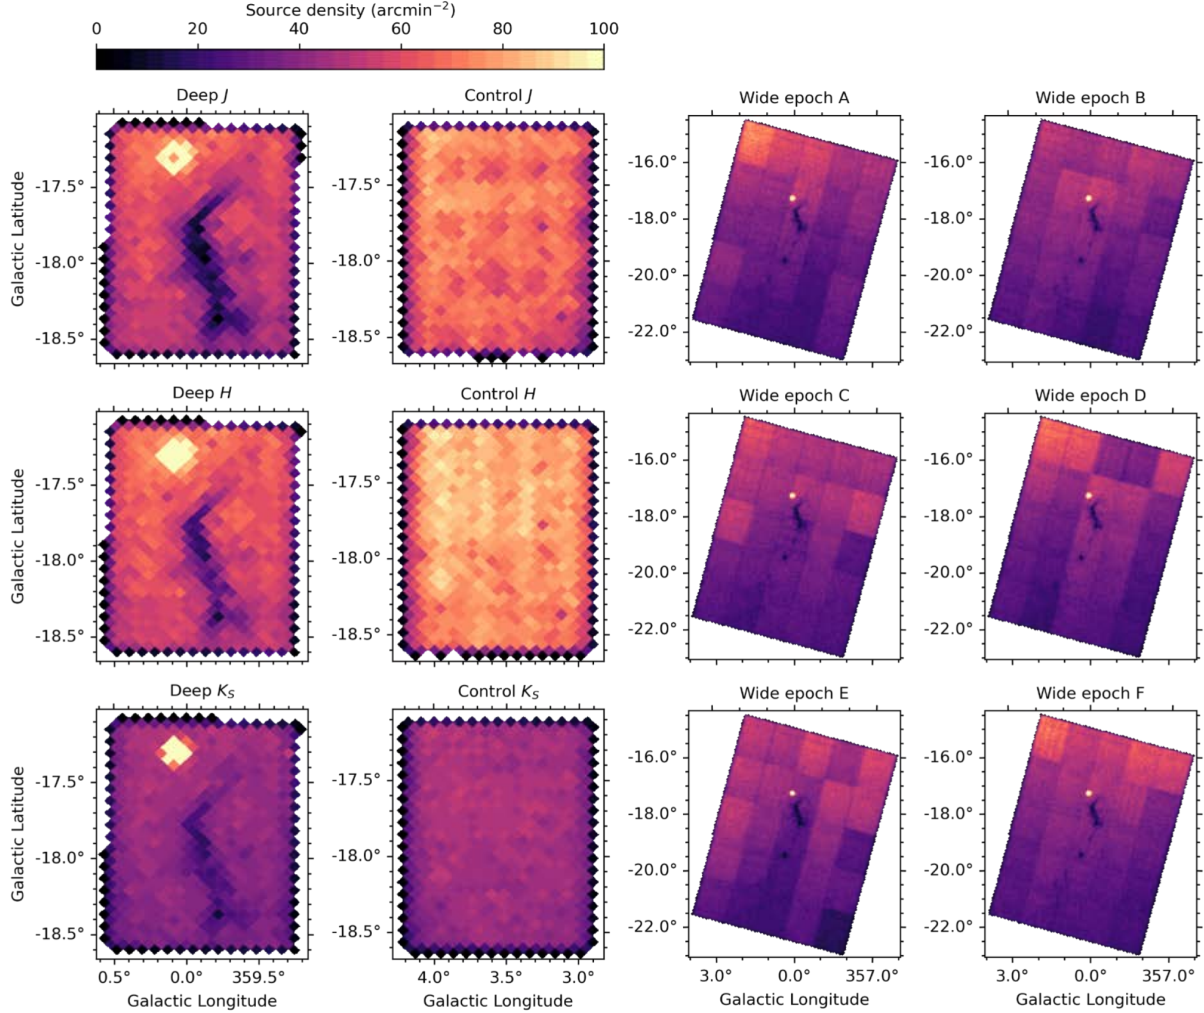 Source density (arcmin⁻²)
0 20 40 60 80 100
Deep J Control J Wide epoch A Wide epoch B
Galactic Latitude
-17.5° -18.0° -18.5°
-17.5° -18.0° -18.5°
-16.0° -18.0° -20.0° -22.0°
-16.0° -18.0° -20.0° -22.0°
Deep H Control H Wide epoch C Wide epoch D
Galactic Latitude
-17.5° -18.0° -18.5°
-17.5° -18.0° -18.5°
-16.0° -18.0° -20.0° -22.0°
-16.0° -18.0° -20.0° -22.0°
Deep K_S Control K_S Wide epoch E Wide epoch F
Galactic Latitude
-17.5° -18.0° -18.5°
-17.5° -18.0° -18.5°
-16.0° -18.0° -20.0° -22.0°
-16.0° -18.0° -20.0° -22.0°
0.5° 0.0° 359.5° 4.0° 3.5° 3.0° 3.0° 0.0° 357.0° 3.0° 0.0° 357.0°
Galactic Longitude Galactic Longitude Galactic Longitude Galactic Longitude